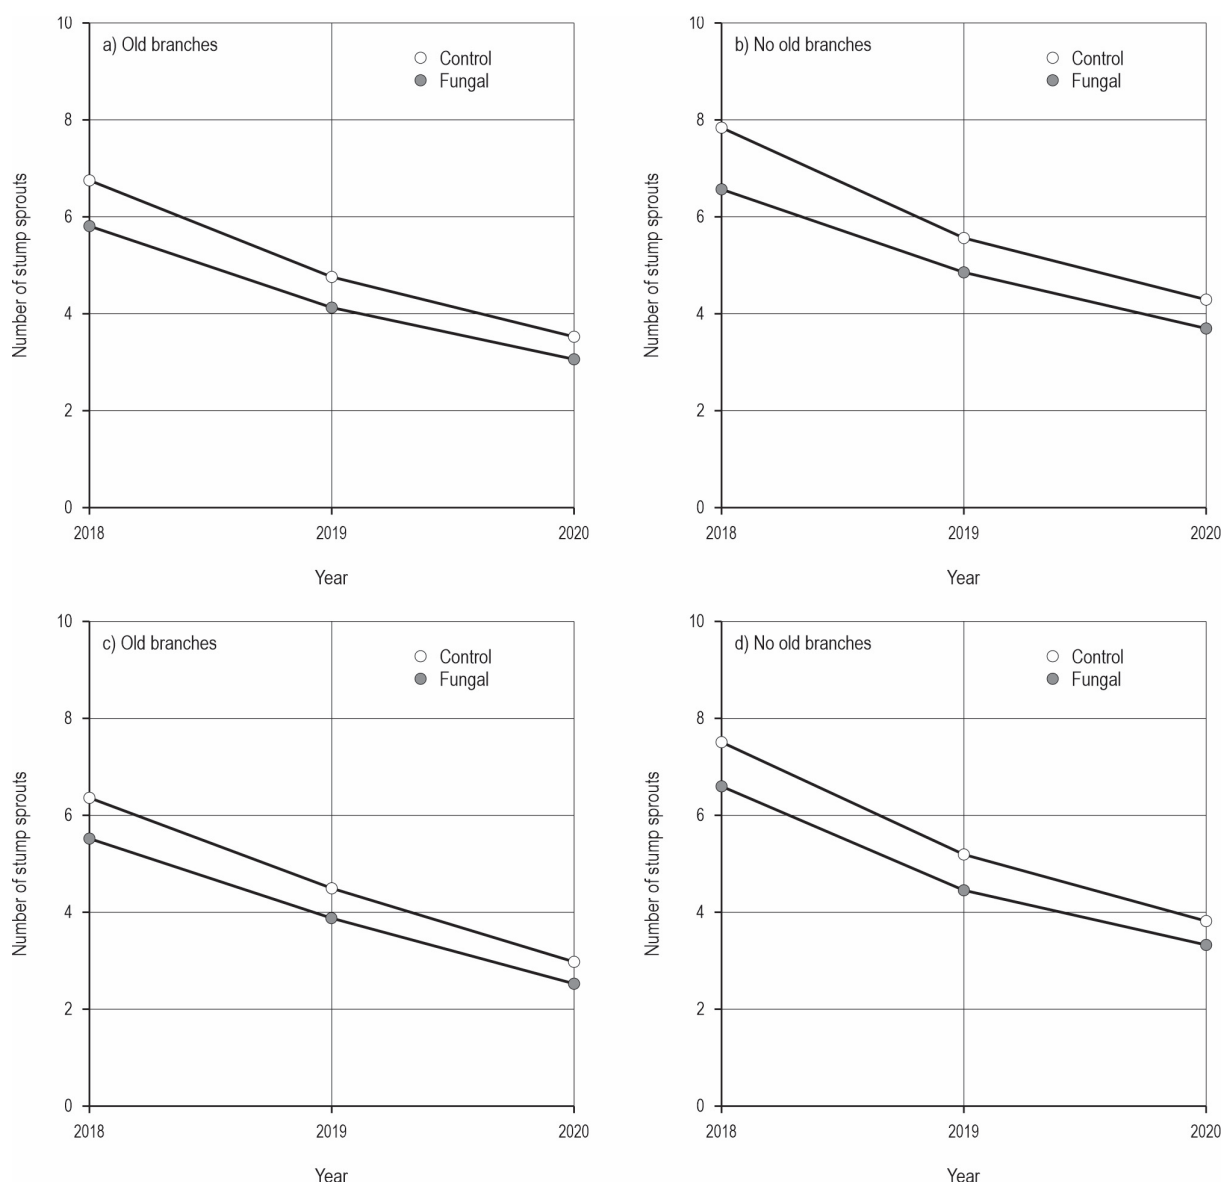 a) Old branches
Control
Fungal
Number of stump sprouts
10
8
6
4
2
0
2018 2019 2020
Year
b) No old branches
Control
Fungal
Number of stump sprouts
10
8
6
4
2
0
2018 2019 2020
Year
c) Old branches
Control
Fungal
Number of stump sprouts
10
8
6
4
2
0
2018 2019 2020
Year
d) No old branches
Control
Fungal
Number of stump sprouts
10
8
6
4
2
0
2018 2019 2020
Year